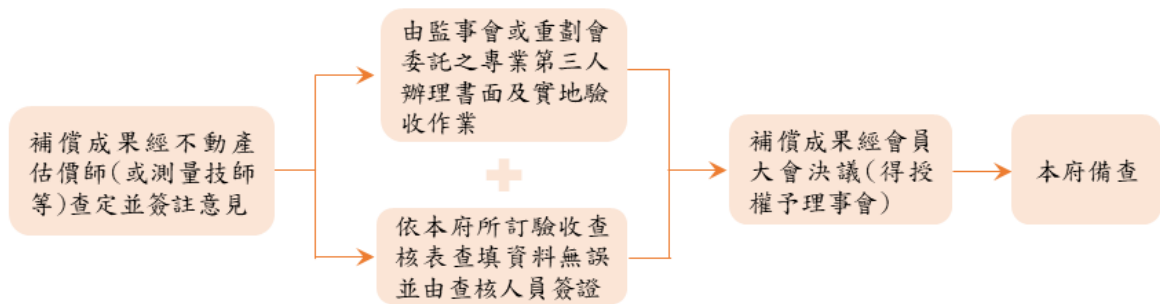 補償成果經不動產
估價師(或測量技師
等)查定並簽註意見
由監事會或重劃會
委託之專業第三人
辦理書面及實地驗
收作業
依本府所訂驗收查
核表查填資料無誤
並由查核人員簽證
補償成果經會員
大會決議(得授
權予理事會)
本府備查